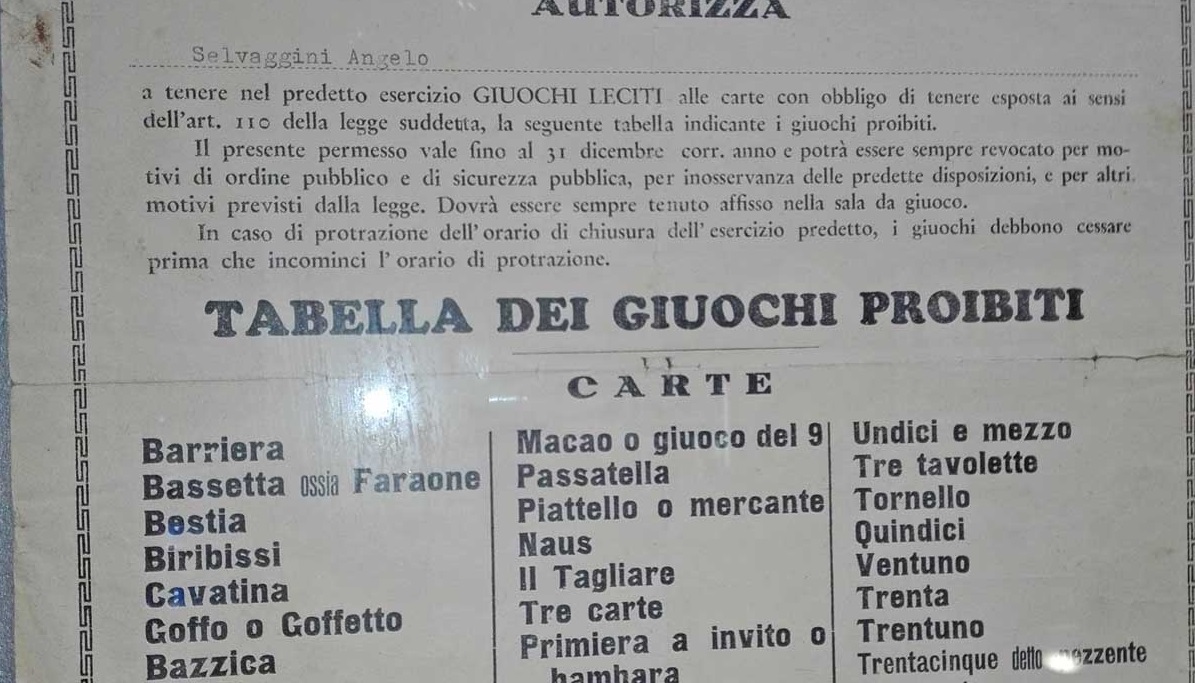 AUTORIZZA
Selvaggini Angelo
a tenere nel predetto esercizio GIUOCHI LECITI alle carte con obbligo di tenere esposta ai sensi
dell'art. 110 della legge suddetta, la seguente tabella indicante i giuochi proibiti.
Il presente permesso vale fino al 31 dicembre corr. anno e potrà essere sempre revocato per mo-
tivi di ordine pubblico e di sicurezza pubblica, per inosservanza delle predette disposizioni, e per altri
motivi previsti dalla legge. Dovrà essere sempre tenuto affisso nella sala da giuoco.
In caso di protrazione dell'orario di chiusura dell'esercizio predetto, i giuochi debbono cessare
prima che incominci l'orario di protrazione.
TABELLA DEI GIUOCHI PROIBITI
CARTE
Barriera
Bassetta ossia Faraone
Bestia
Biribissi
Cavatina
Goffo o Goffetto
Bazzica
Macao o giuoco del 9
Passatella
Piattello o mercante
Naus
Il Tagliare
Tre carte
Primiera a invito o
bambara
Undici e mezzo
Tre tavolette
Tornello
Quindici
Ventuno
Trenta
Trentuno
Trentacinque detto